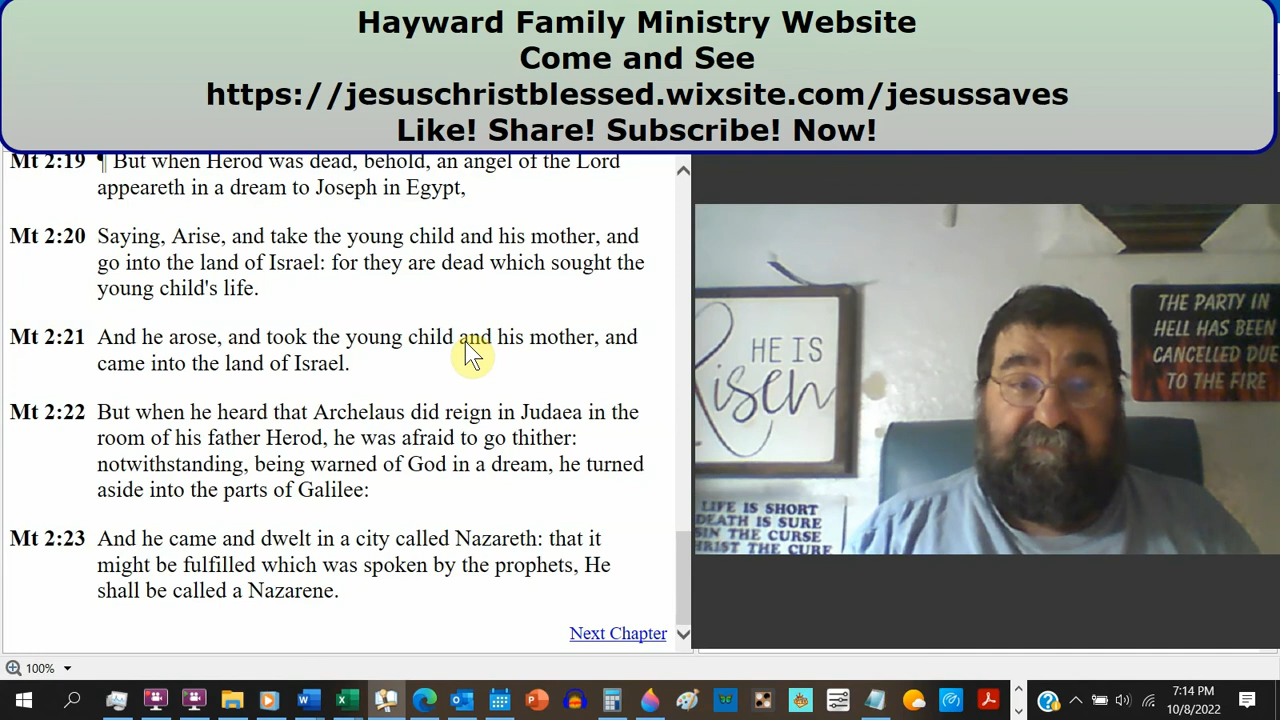 Hayward Family Ministry Website
Come and See
https://jesuschristblessed.wixsite.com/jesussaves
Like! Share! Subscribe! Now!
Mt 2:19 ¶ But when Herod was dead, behold, an angel of the Lord
appeareth in a dream to Joseph in Egypt,
Mt 2:20 Saying, Arise, and take the young child and his mother, and
go into the land of Israel: for they are dead which sought the
young child's life.
Mt 2:21 And he arose, and took the young child and his mother, and
came into the land of Israel.
Mt 2:22 But when he heard that Archelaus did reign in Judaea in the
room of his father Herod, he was afraid to go thither:
notwithstanding, being warned of God in a dream, he turned
aside into the parts of Galilee:
Mt 2:23 And he came and dwelt in a city called Nazareth: that it
might be fulfilled which was spoken by the prophets, He
shall be called a Nazarene.
Next Chapter
HE IS
Risen
THE PARTY IN
HELL HAS BEEN
CANCELLED DUE
TO THE FIRE
LIFE IS SHORT
DEATH IS SURE
SIN THE CURSE
CHRIST THE CURE
100%
7:14 PM
10/8/2022